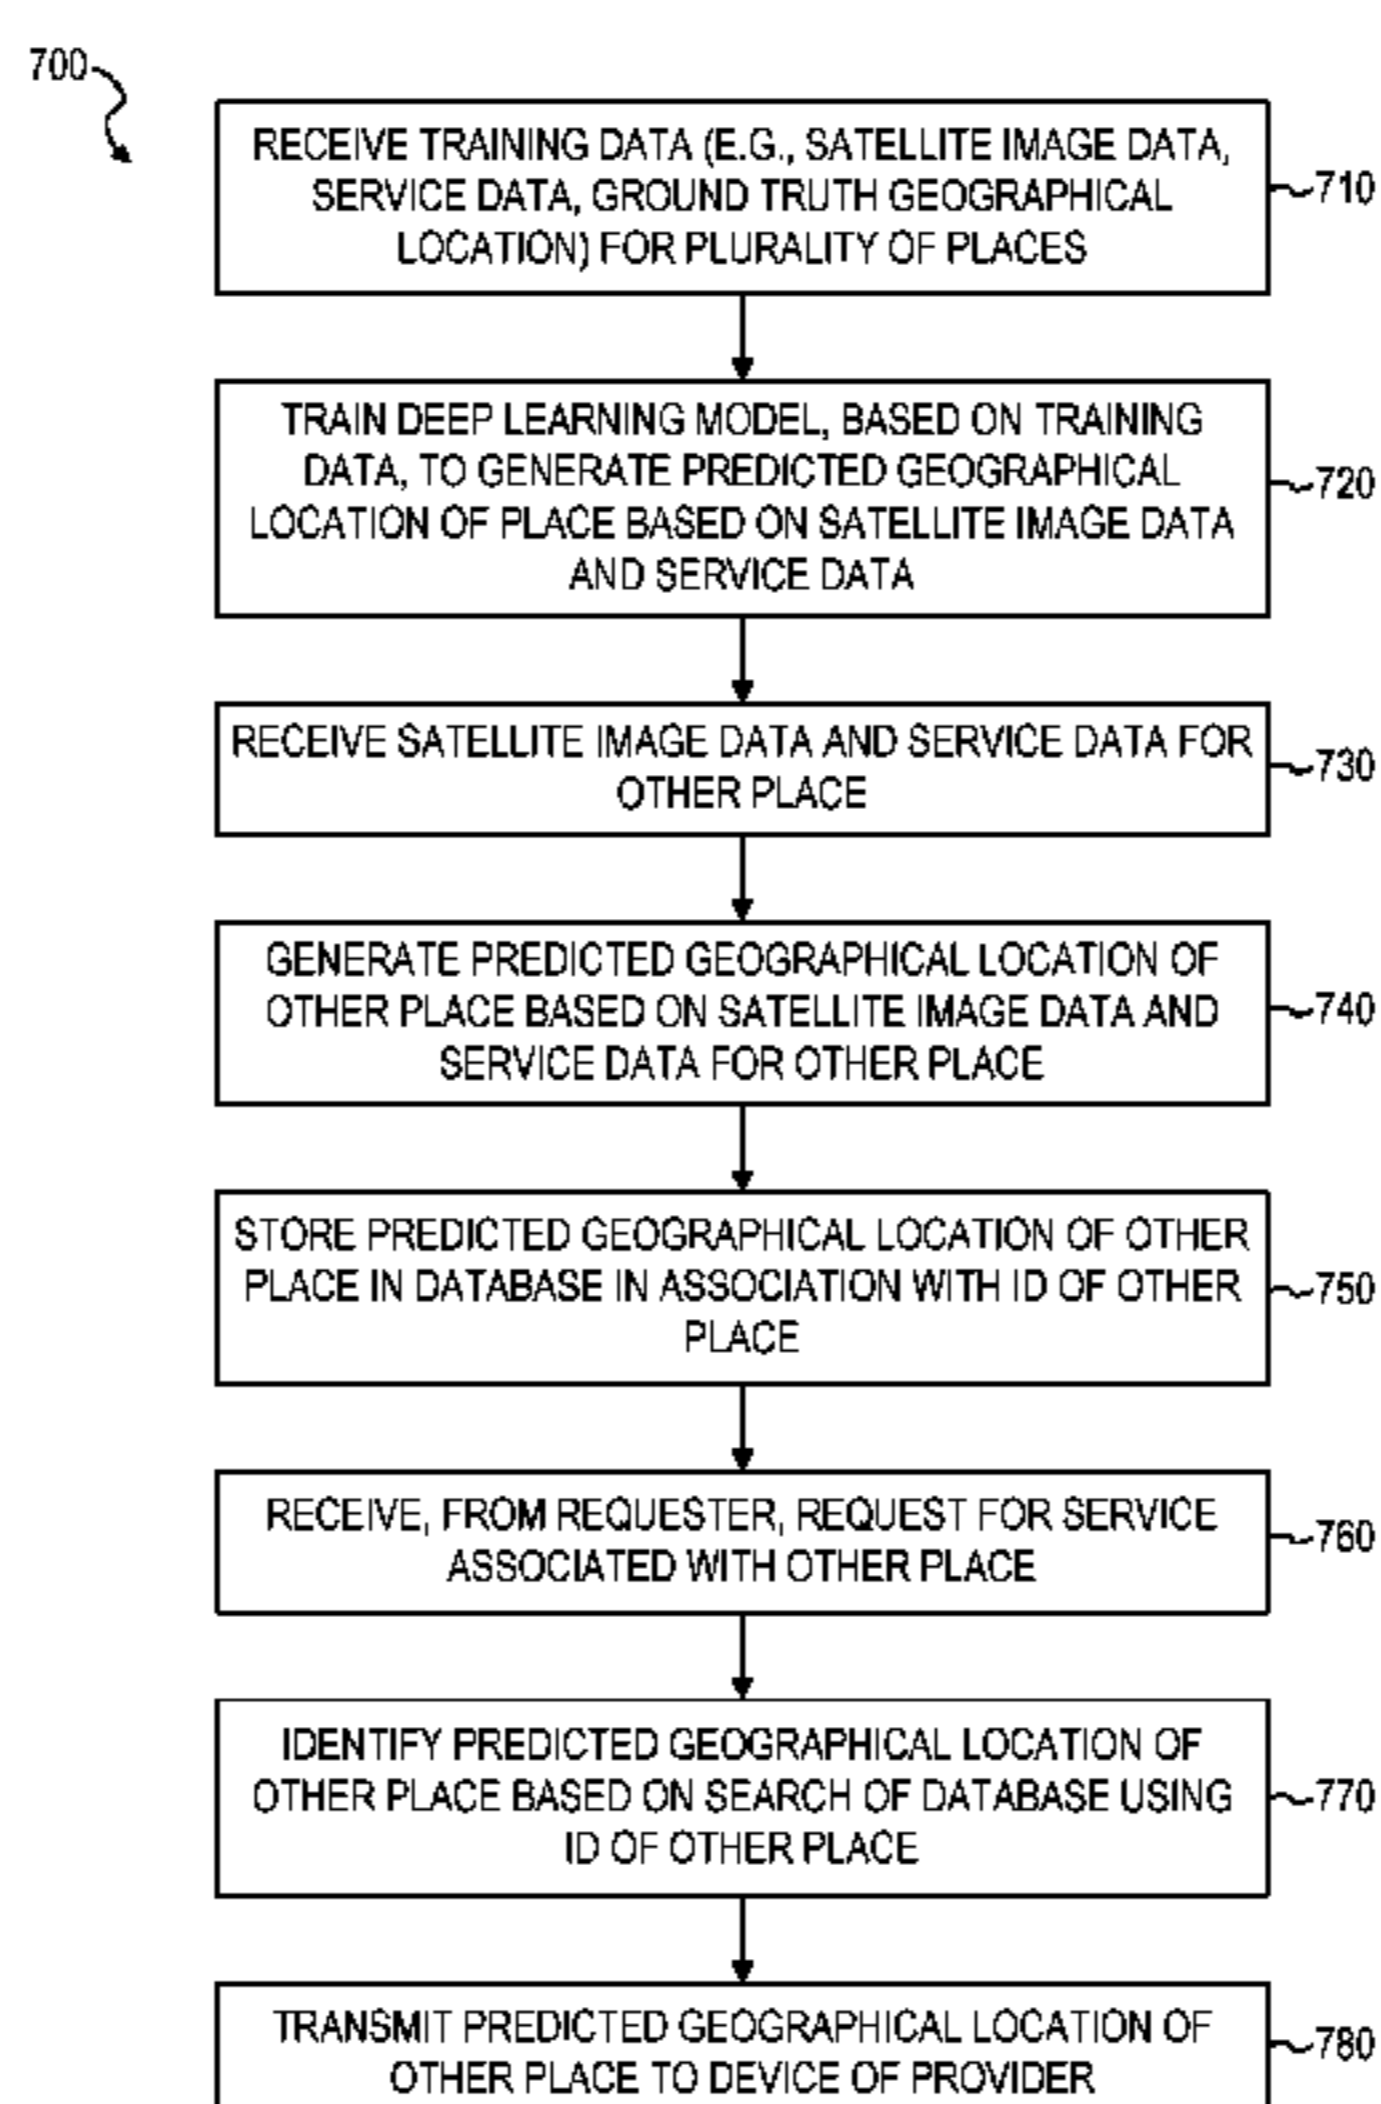 700
RECEIVE TRAINING DATA (E.G., SATELLITE IMAGE DATA,
SERVICE DATA, GROUND TRUTH GEOGRAPHICAL
LOCATION) FOR PLURALITY OF PLACES
710
TRAIN DEEP LEARNING MODEL, BASED ON TRAINING
DATA, TO GENERATE PREDICTED GEOGRAPHICAL
LOCATION OF PLACE BASED ON SATELLITE IMAGE DATA
AND SERVICE DATA
720
RECEIVE SATELLITE IMAGE DATA AND SERVICE DATA FOR
OTHER PLACE
730
GENERATE PREDICTED GEOGRAPHICAL LOCATION OF
OTHER PLACE BASED ON SATELLITE IMAGE DATA AND
SERVICE DATA FOR OTHER PLACE
740
STORE PREDICTED GEOGRAPHICAL LOCATION OF OTHER
PLACE IN DATABASE IN ASSOCIATION WITH ID OF OTHER
PLACE
750
RECEIVE, FROM REQUESTER, REQUEST FOR SERVICE
ASSOCIATED WITH OTHER PLACE
760
IDENTIFY PREDICTED GEOGRAPHICAL LOCATION OF
OTHER PLACE BASED ON SEARCH OF DATABASE USING
ID OF OTHER PLACE
770
TRANSMIT PREDICTED GEOGRAPHICAL LOCATION OF
OTHER PLACE TO DEVICE OF PROVIDER
780